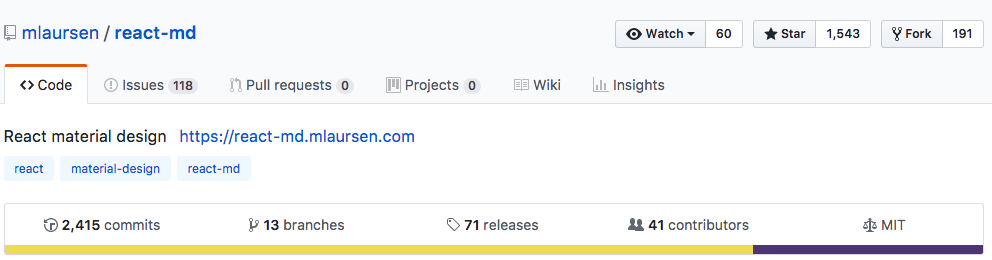 mlaursen / react-md Watch 60 Star 1,543 Fork 191
Code Issues 118 Pull requests 0 Projects 0 Wiki Insights
React material design https://react-md.mlaursen.com
react material-design react-md
2,415 commits 13 branches 71 releases 41 contributors MIT